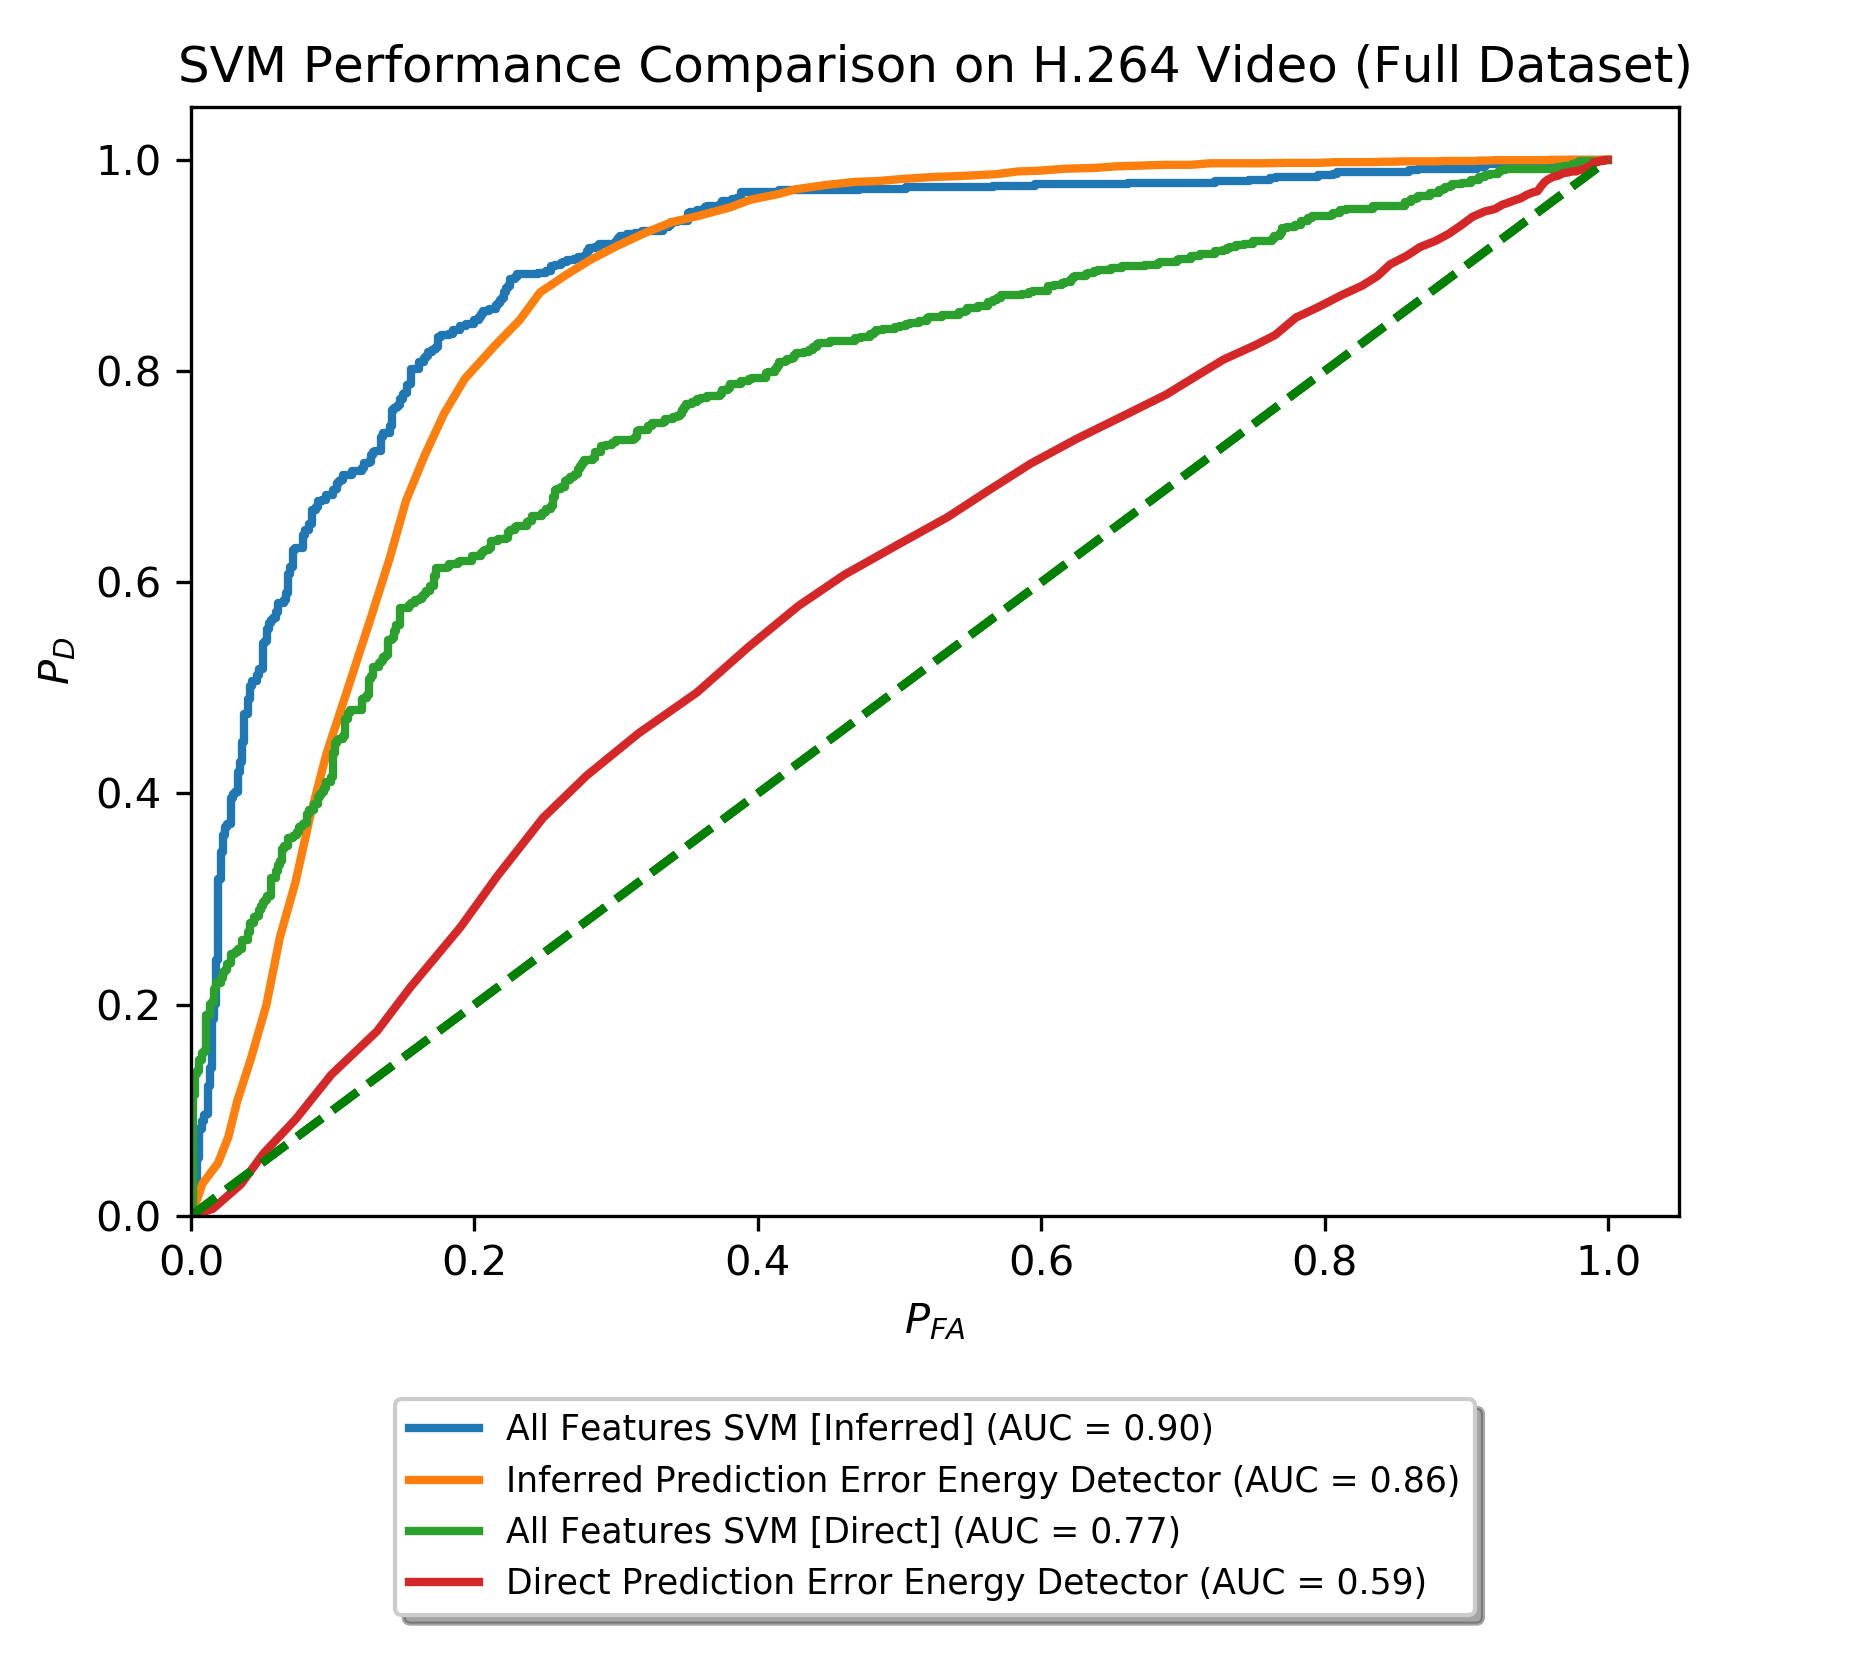 SVM Performance Comparison on H.264 Video (Full Dataset)
1.0
0.8
0.6
0.4
0.2
0.0
P_D
0.0 0.2 0.4 0.6 0.8 1.0
P_FA
All Features SVM [Inferred] (AUC = 0.90)
Inferred Prediction Error Energy Detector (AUC = 0.86)
All Features SVM [Direct] (AUC = 0.77)
Direct Prediction Error Energy Detector (AUC = 0.59)